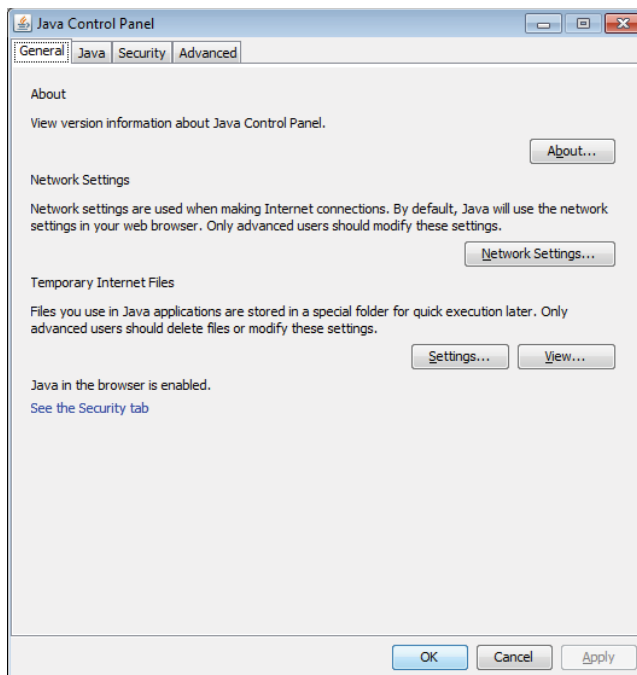 Java Control Panel
General Java Security Advanced
About
View version information about Java Control Panel.
About...
Network Settings
Network settings are used when making Internet connections. By default, Java will use the network
settings in your web browser. Only advanced users should modify these settings.
Network Settings...
Temporary Internet Files
Files you use in Java applications are stored in a special folder for quick execution later. Only
advanced users should delete files or modify these settings.
Settings... View...
Java in the browser is enabled.
See the Security tab
OK Cancel Apply